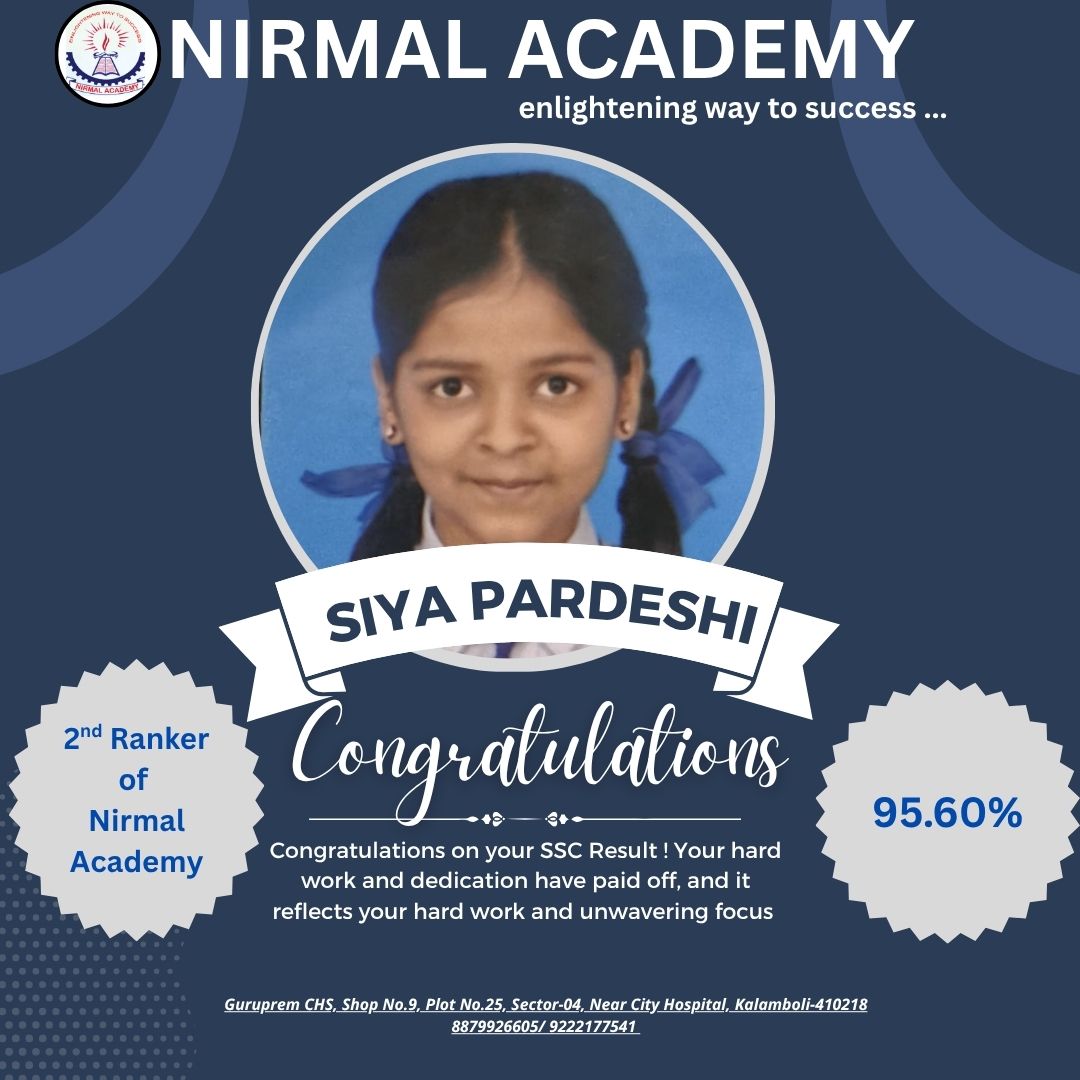 ENLIGHTENING WAY TO SUCCESS
NIRMAL ACADEMY
NIRMAL ACADEMY
enlightening way to success ...
SIYA PARDESHI
Congratulations
2nd Ranker
of
Nirmal
Academy
95.60%
Congratulations on your SSC Result ! Your hard
work and dedication have paid off, and it
reflects your hard work and unwavering focus
Guruprem CHS, Shop No.9, Plot No.25, Sector-04, Near City Hospital, Kalamboli-410218
8879926605/ 9222177541